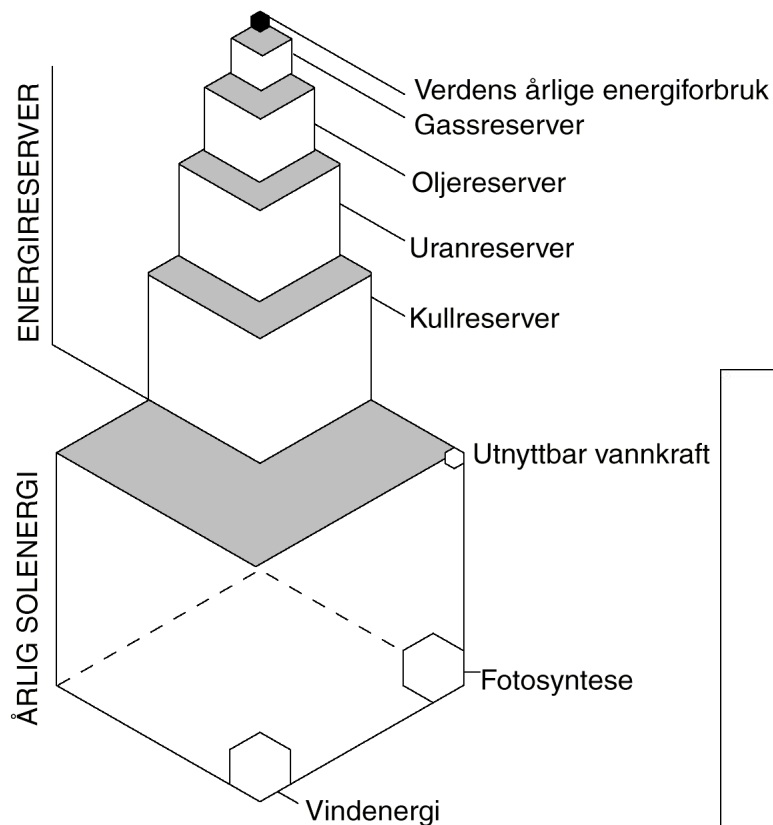 Verdens årlige energiforbruk
Gassreserver
Oljereserver
Uranreserver
Kullreserver
ENERGIRESERVER
Utnyttbar vannkraft
ÅRLIG SOLENERGI
Fotosyntese
Vindenergi